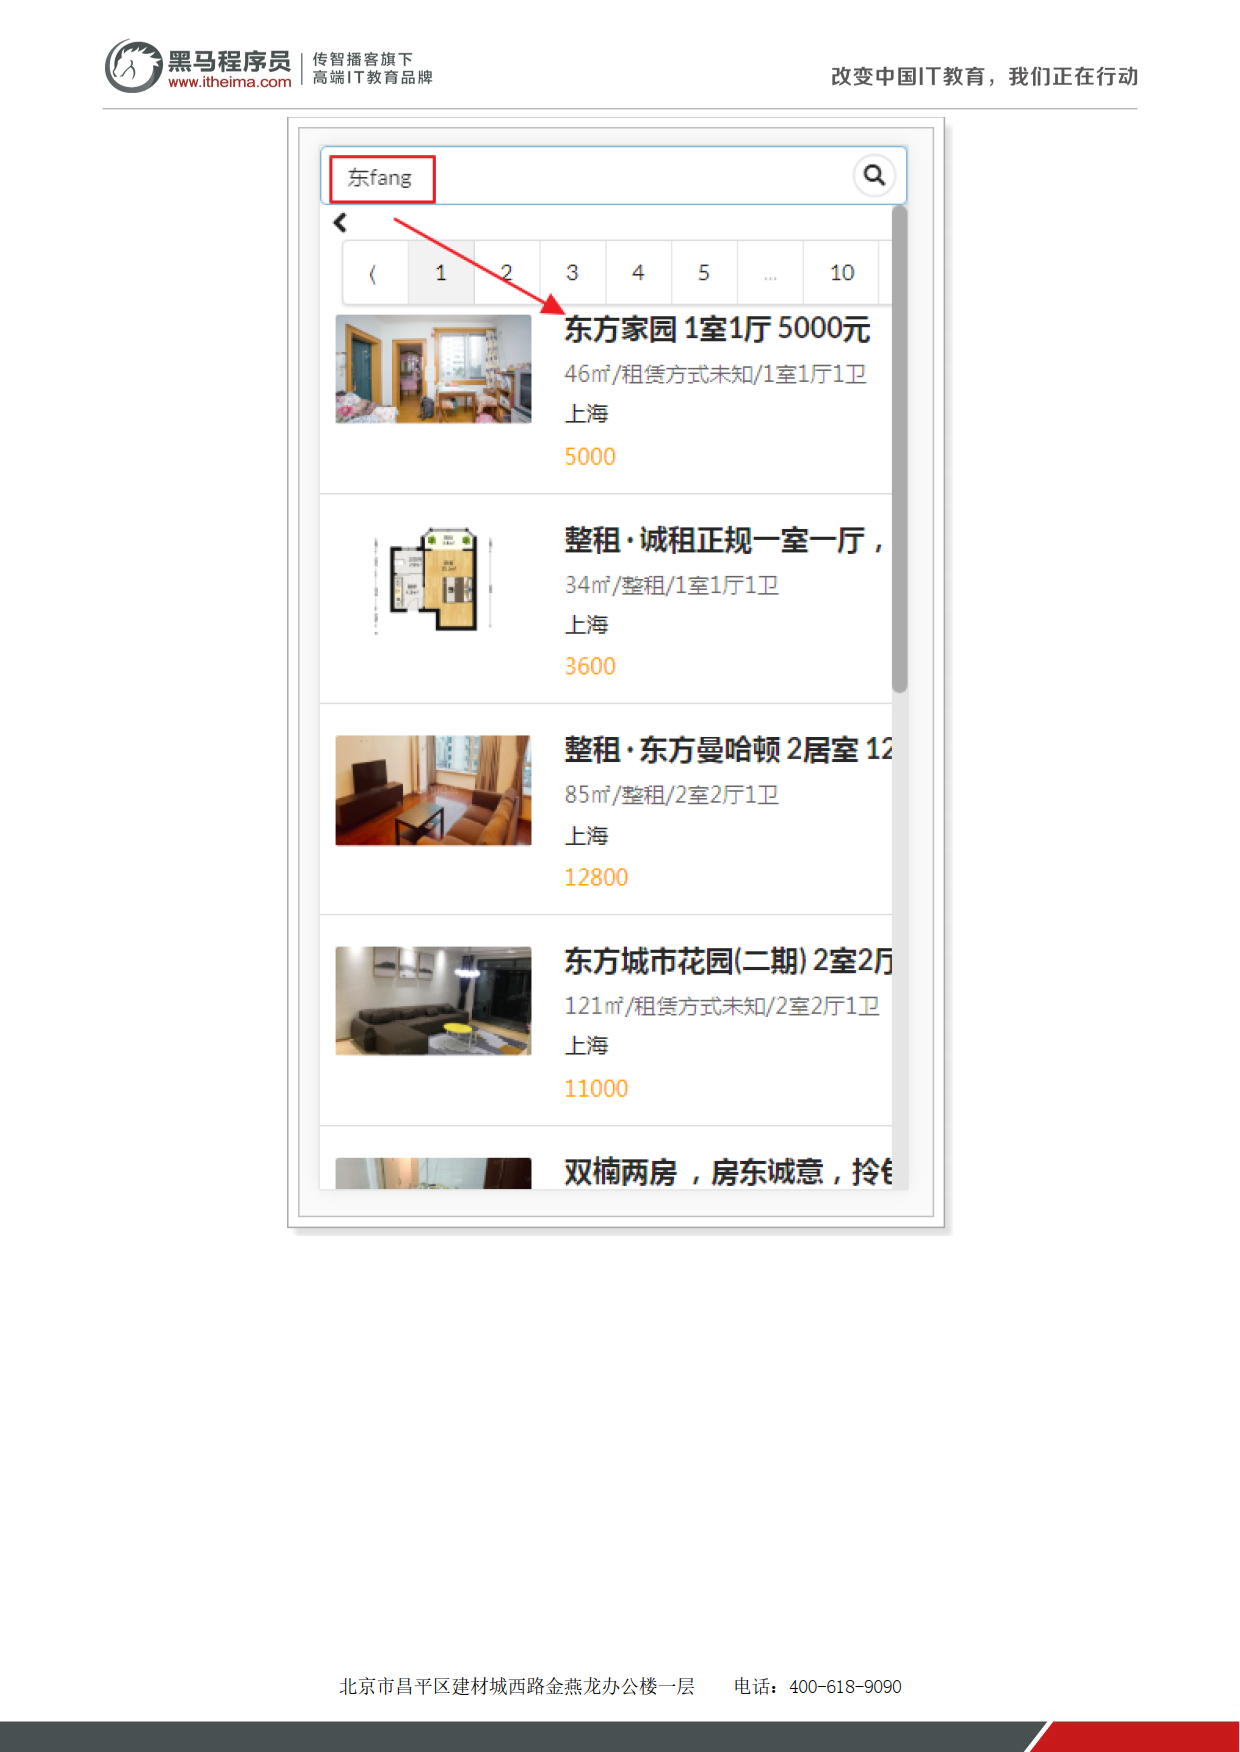 黑马程序员
www.itheima.com
传智播客旗下
高端IT教育品牌
改变中国IT教育，我们正在行动
东fang
1 2 3 4 5 ... 10
东方家园 1室1厅 5000元
46㎡/租赁方式未知/1室1厅1卫
上海
5000
整租·诚租正规一室一厅，
34㎡/整租/1室1厅1卫
上海
3600
整租·东方曼哈顿 2居室 12
85㎡/整租/2室2厅1卫
上海
12800
东方城市花园(二期) 2室2厅
121㎡/租赁方式未知/2室2厅1卫
上海
11000
双楠两房，房东诚意，拎包
北京市昌平区建材城西路金燕龙办公楼一层 电话：400-618-9090